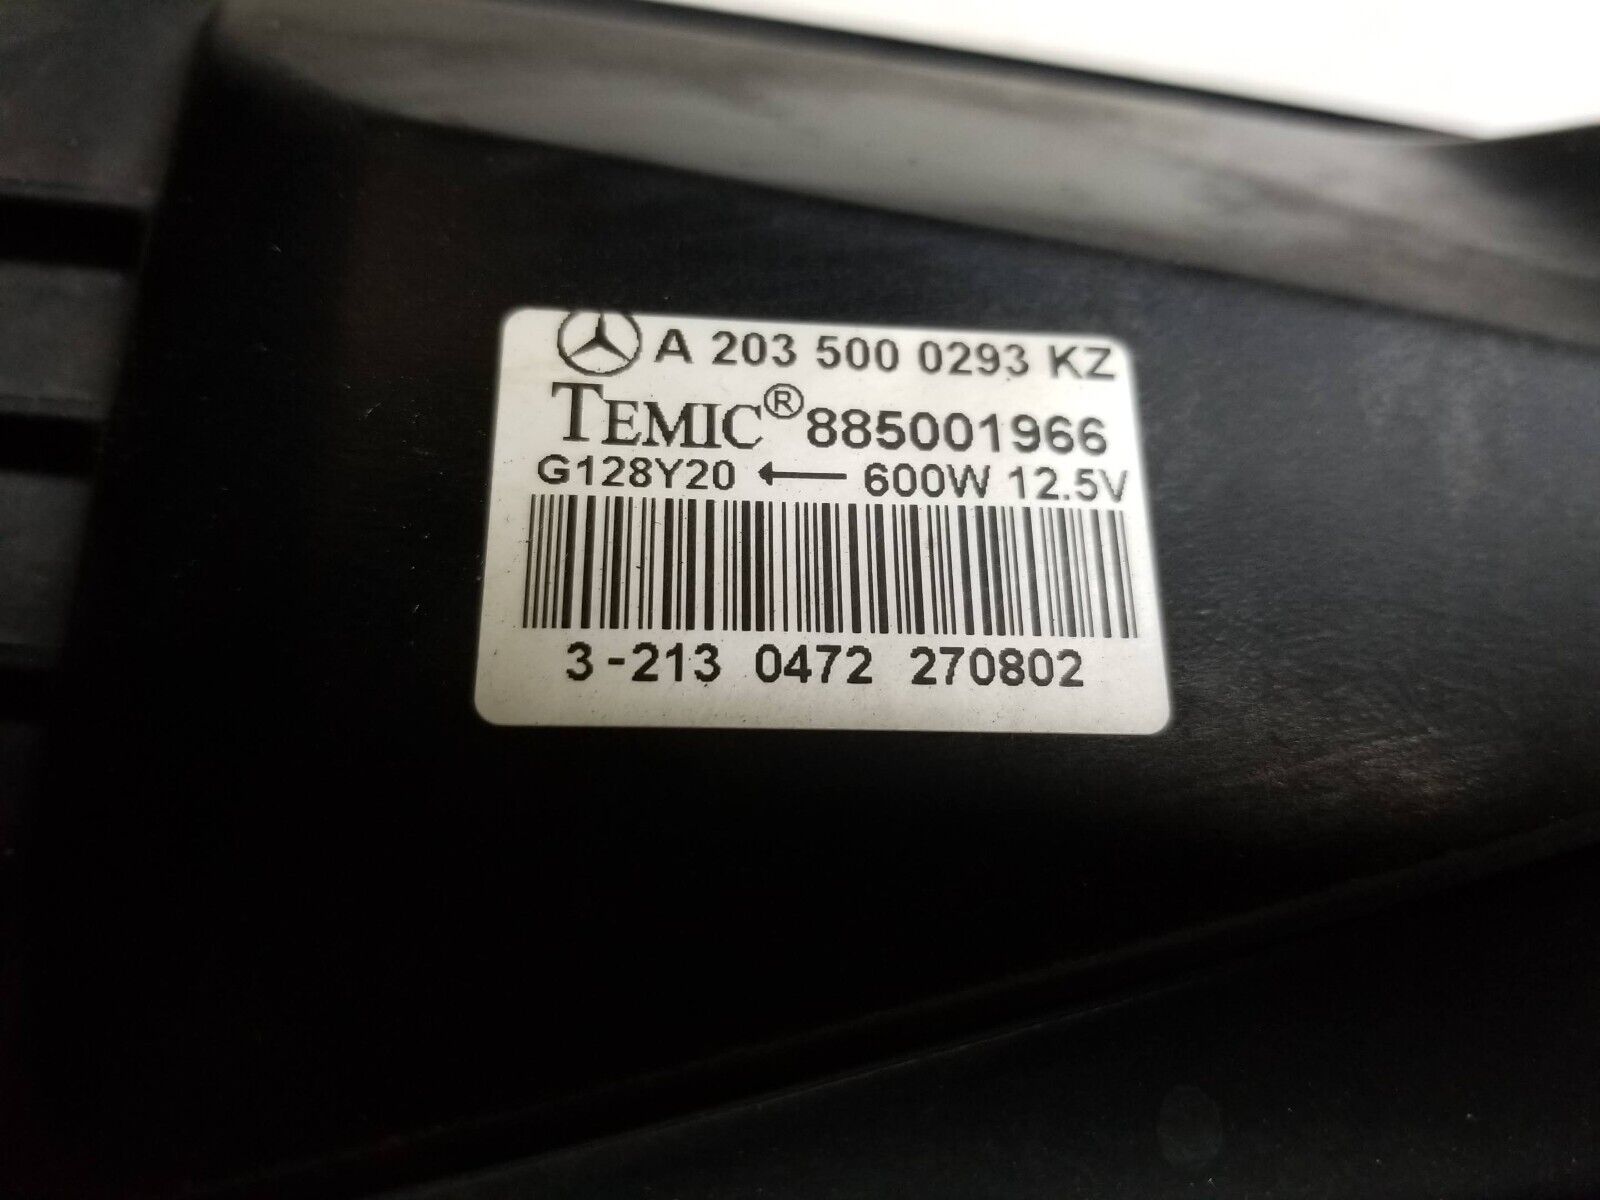 A 203 500 0293 KZ
TEMIC® 885001966
G128Y20 ← 600W 12.5V
3-213 0472 270802